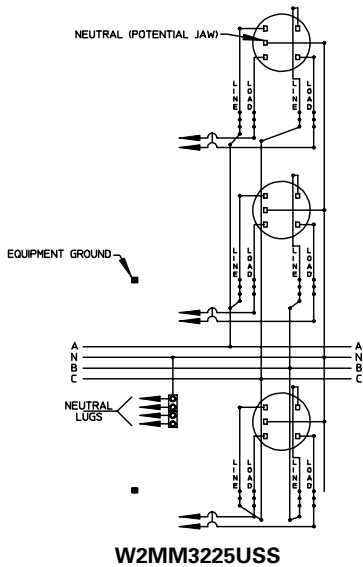 NEUTRAL (POTENTIAL JAW)
LINE LOAD LINE LOAD
LINE LOAD LINE LOAD
EQUIPMENT GROUND
A A
N N
B B
C C
NEUTRAL
LUGS
LINE LOAD LINE LOAD
W2MM3225USS